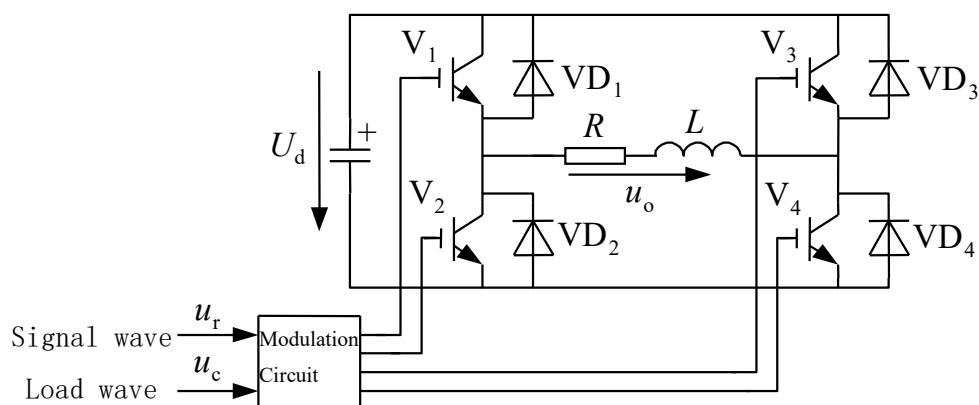 V1
VD1
V3
VD3
Ud
+
R
L
uo
V2
VD2
V4
VD4
Signal wave
ur
Modulation
Circuit
Load wave
uc